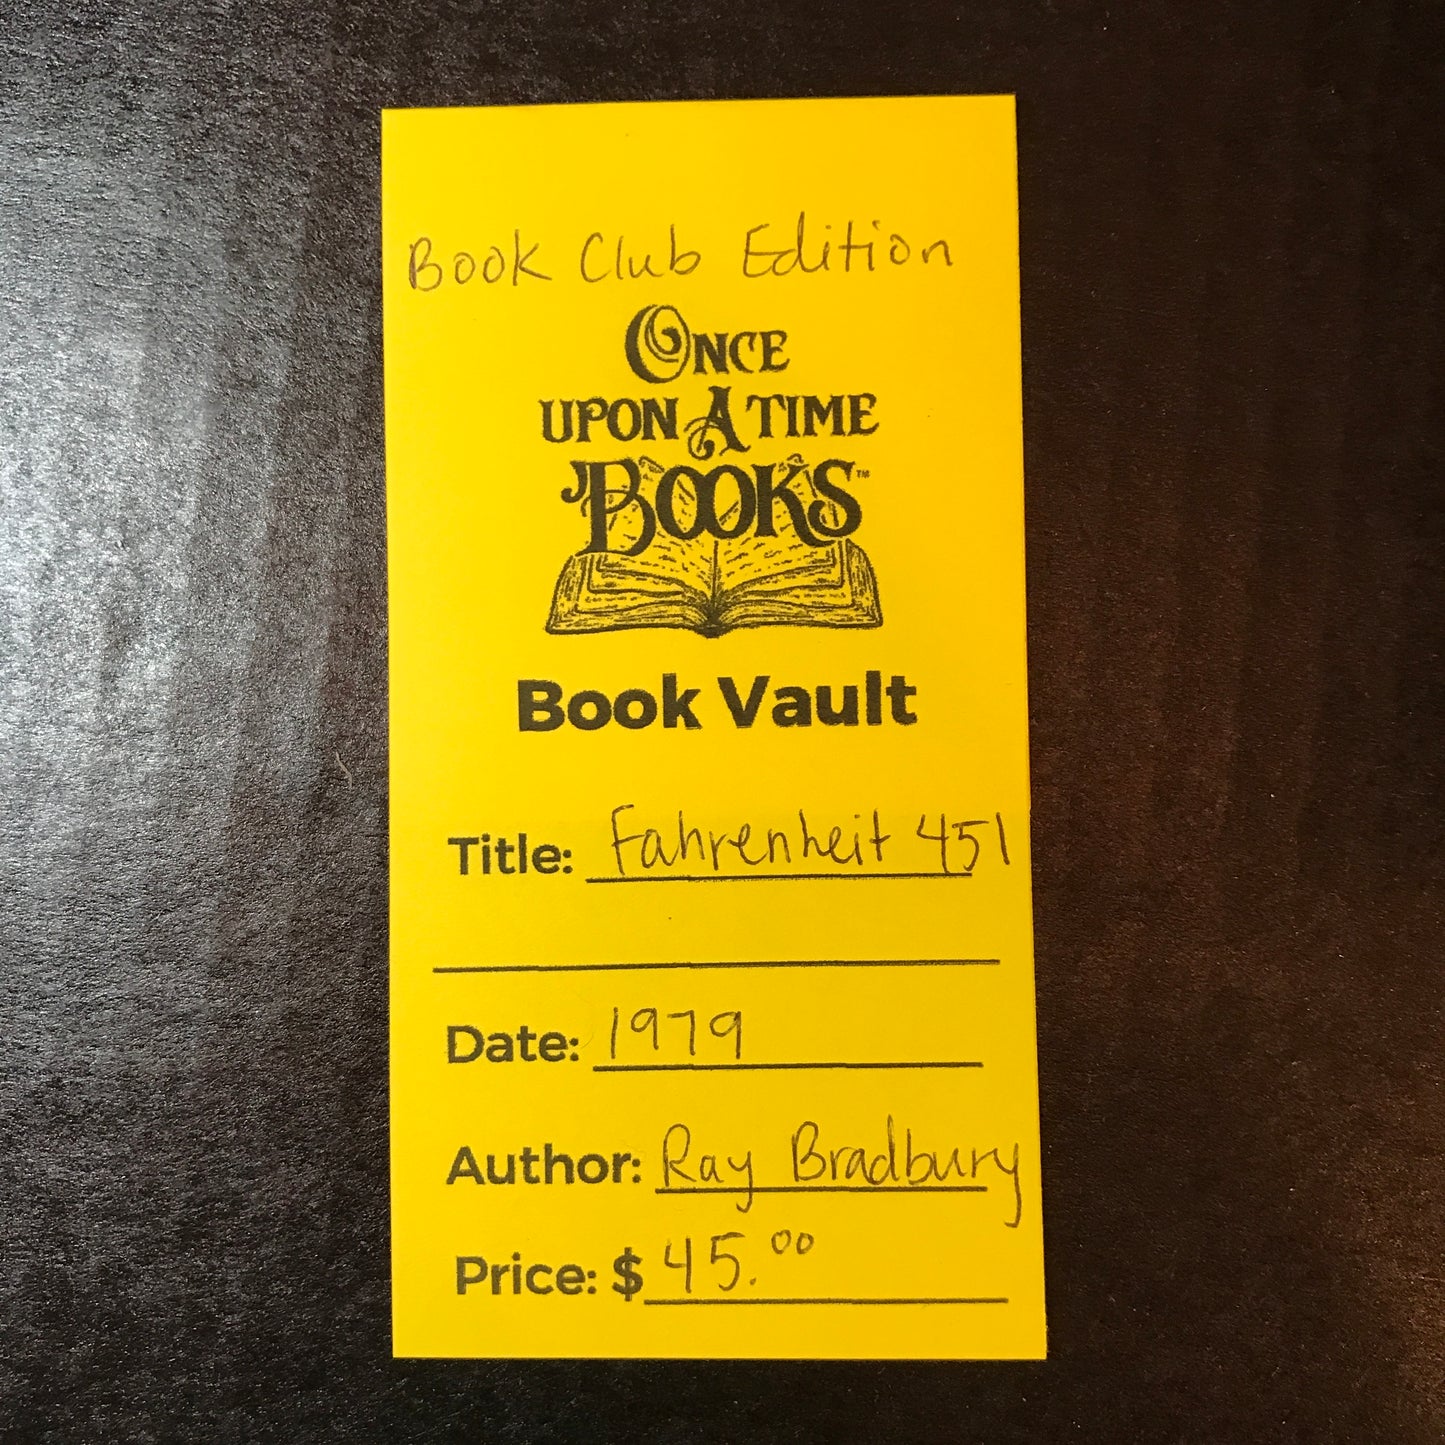 Book Club Edition
ONCE
UPON A TIME
BOOKS™
Book Vault
Title: Fahrenheit 451
Date: 1979
Author: Ray Bradbury
Price: $ 45.00